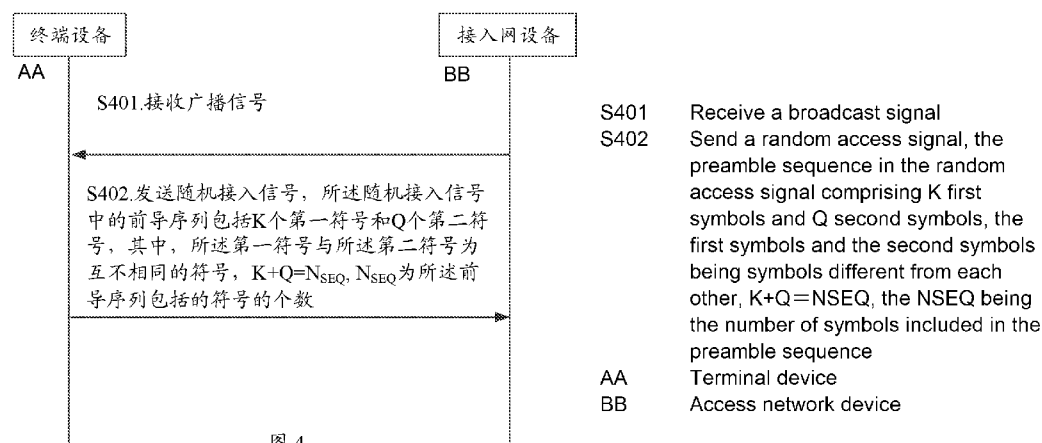 终端设备
接入网设备
AA
BB
S401.接收广播信号
S402.发送随机接入信号，所述随机接入信号
中的前导序列包括K个第一符号和Q个第二符
号，其中，所述第一符号与所述第二符号为
互不相同的符号，K+Q=N_SEQ, N_SEQ为所述前
导序列包括的符号的个数
图 4
S401 Receive a broadcast signal
S402 Send a random access signal, the
preamble sequence in the random
access signal comprising K first
symbols and Q second symbols, the
first symbols and the second symbols
being symbols different from each
other, K+Q＝NSEQ, the NSEQ being
the number of symbols included in the
preamble sequence
AA Terminal device
BB Access network device